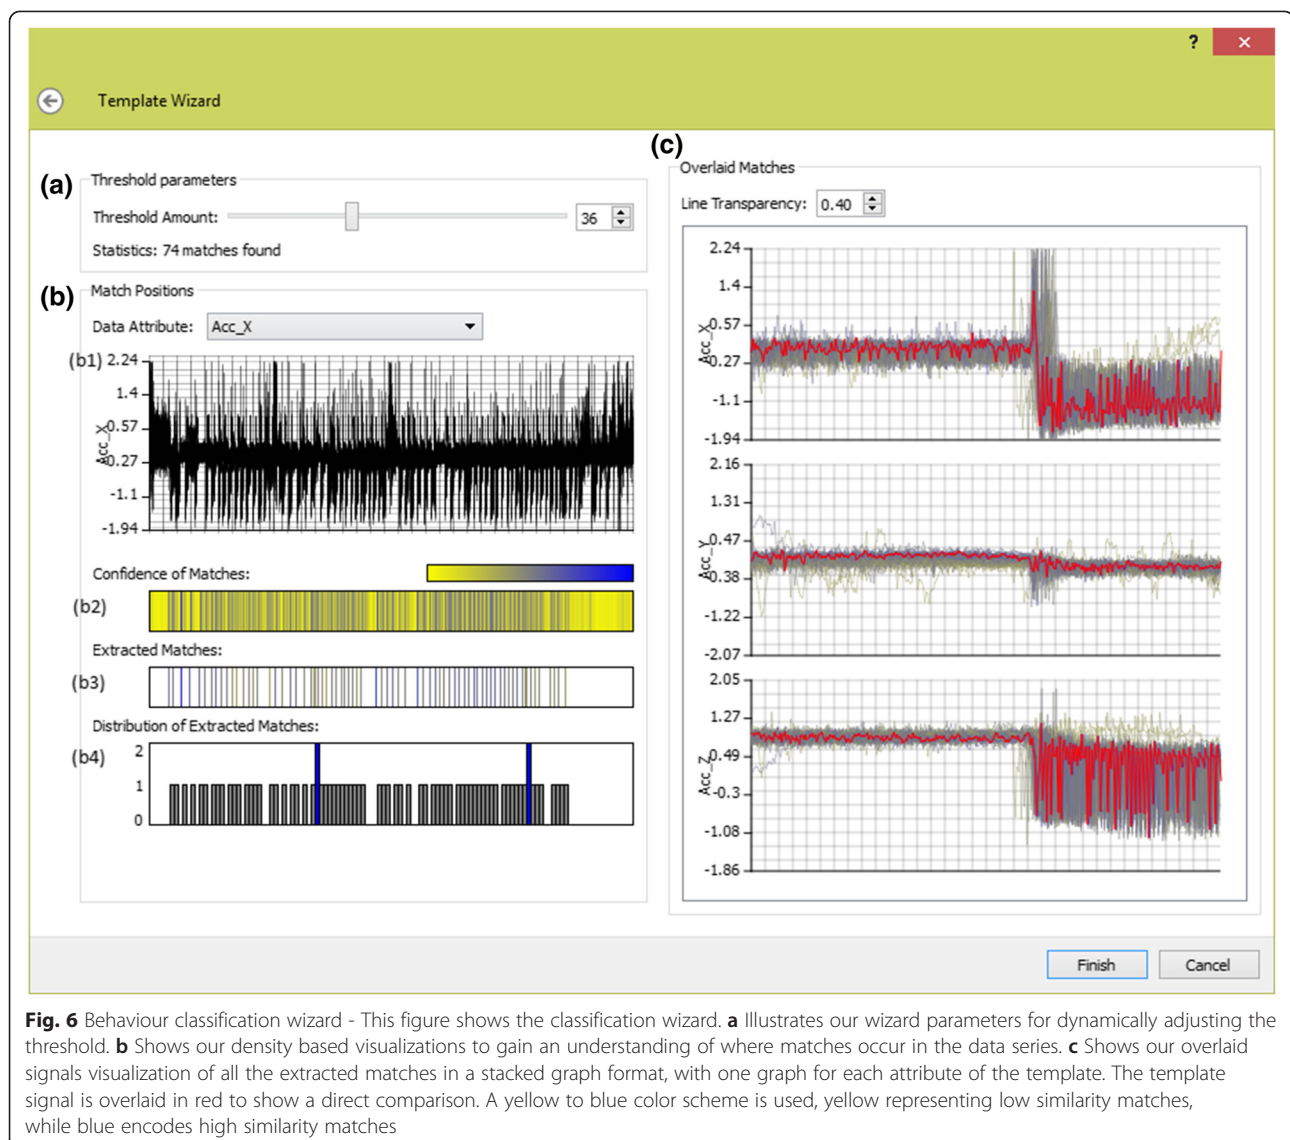 ?
×
Template Wizard
(a)
Threshold parameters
Threshold Amount:
36
Statistics: 74 matches found
(b)
Match Positions
Data Attribute:
Acc_X
(b1)
2.24
1.4
0.57
-0.27
-1.1
-1.94
Acc_X
Confidence of Matches:
(b2)
Extracted Matches:
(b3)
Distribution of Extracted Matches:
(b4)
2
1
0
(c)
Overlaid Matches
Line Transparency:
0.40
2.24
1.4
0.57
-0.27
-1.1
-1.94
Acc_X
2.16
1.31
0.47
-0.38
-1.22
-2.07
Acc_Y
2.05
1.27
0.49
-0.3
-1.08
-1.86
Acc_Z
Finish
Cancel
Fig. 6 Behaviour classification wizard - This figure shows the classification wizard. a Illustrates our wizard parameters for dynamically adjusting the
threshold. b Shows our density based visualizations to gain an understanding of where matches occur in the data series. c Shows our overlaid
signals visualization of all the extracted matches in a stacked graph format, with one graph for each attribute of the template. The template
signal is overlaid in red to show a direct comparison. A yellow to blue color scheme is used, yellow representing low similarity matches,
while blue encodes high similarity matches